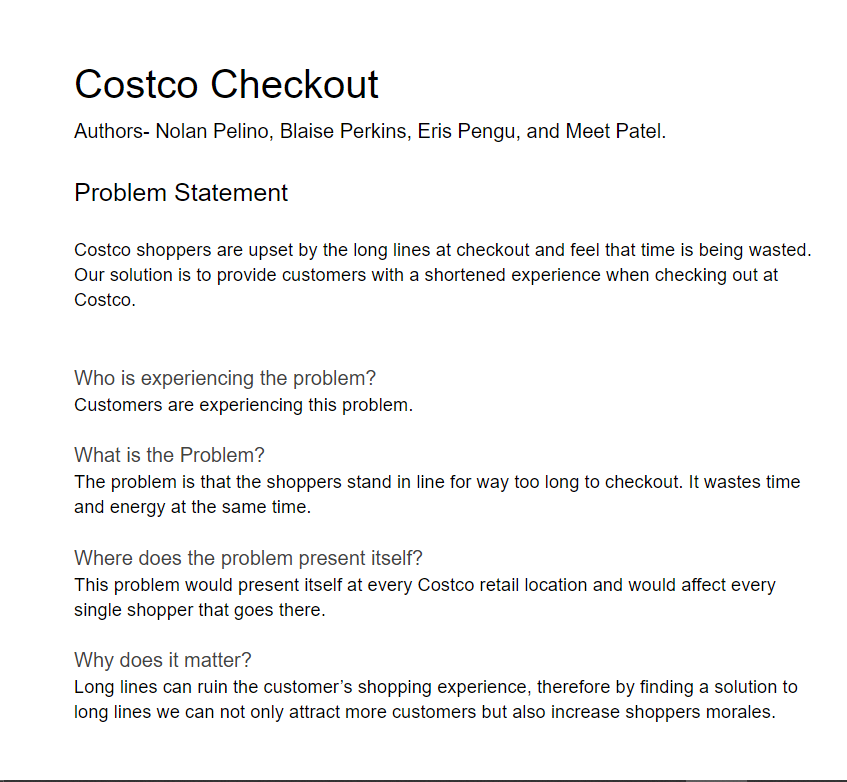 Costco Checkout
Authors- Nolan Pelino, Blaise Perkins, Eris Pengu, and Meet Patel.
Problem Statement
Costco shoppers are upset by the long lines at checkout and feel that time is being wasted.
Our solution is to provide customers with a shortened experience when checking out at
Costco.
Who is experiencing the problem?
Customers are experiencing this problem.
What is the Problem?
The problem is that the shoppers stand in line for way too long to checkout. It wastes time
and energy at the same time.
Where does the problem present itself?
This problem would present itself at every Costco retail location and would affect every
single shopper that goes there.
Why does it matter?
Long lines can ruin the customer’s shopping experience, therefore by finding a solution to
long lines we can not only attract more customers but also increase shoppers morales.